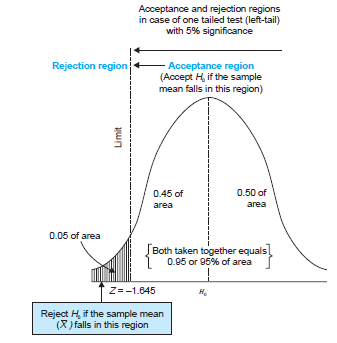 Acceptance and rejection regions
in case of one tailed test (left-tail)
with 5% significance
Rejection region
Acceptance region
(Accept H₀ if the sample
mean falls in this region)
Limit
0.45 of
area
0.50 of
area
0.05 of area
Both taken together equals
0.95 or 95% of area
Z = –1.645
H₀
Reject H₀ if the sample mean
(X̄) falls in this region